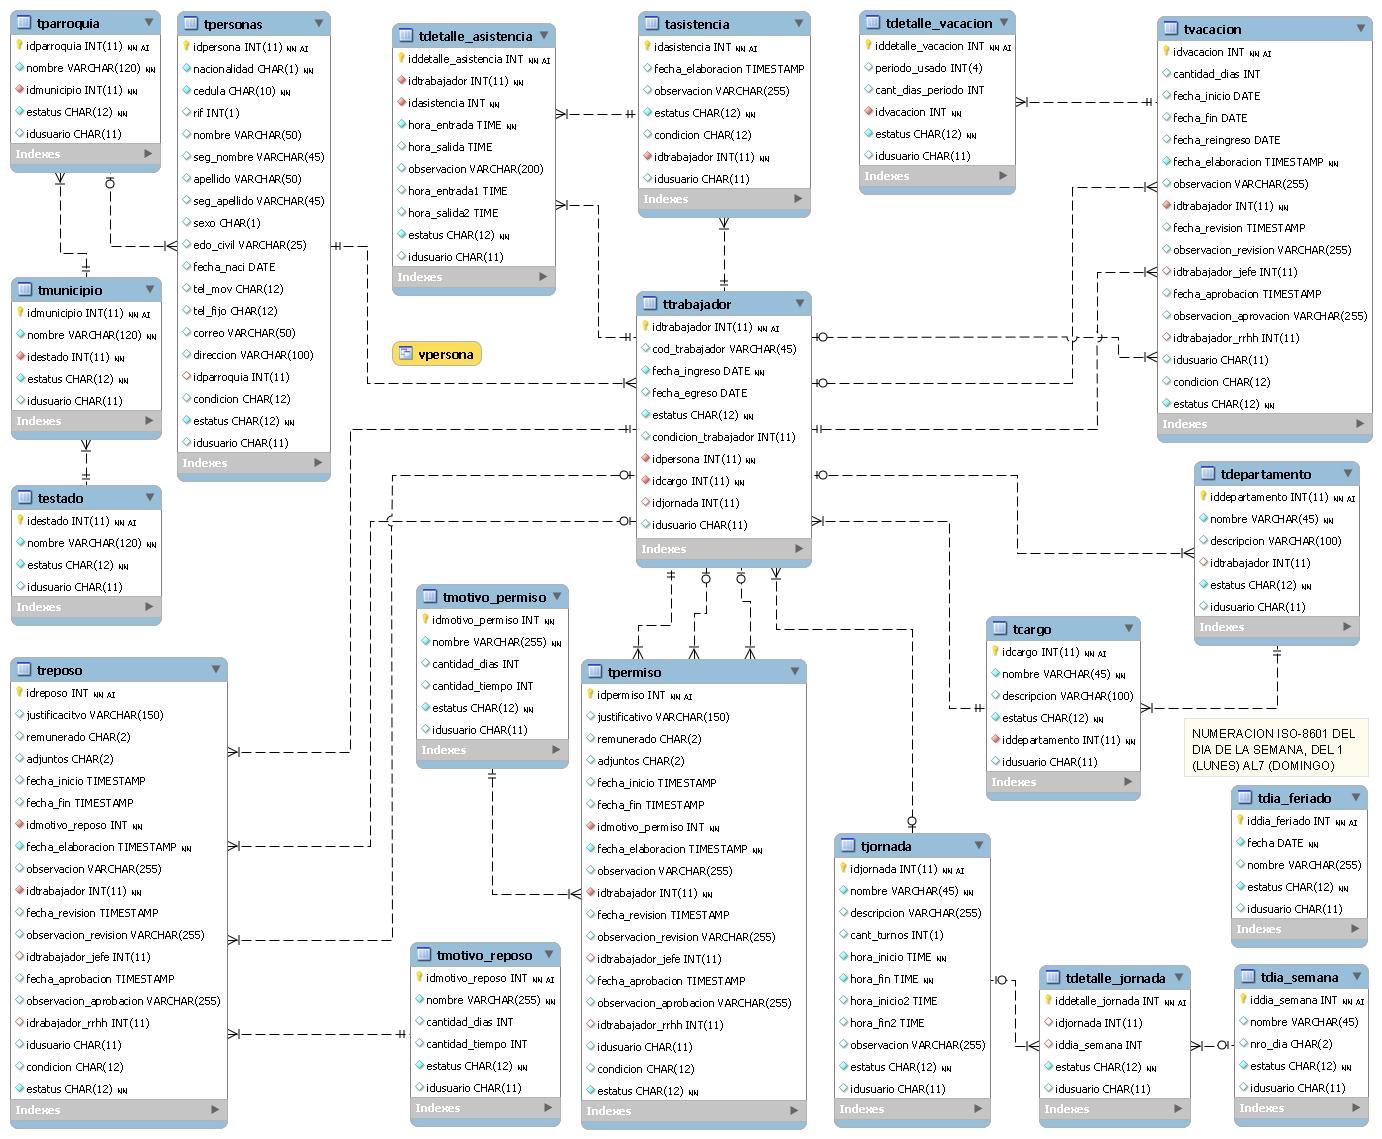 tparroquia
idparroquia INT(11) NN AI
nombre VARCHAR(120) NN
idmunicipio INT(11) NN
estatus CHAR(12) NN
idusuario CHAR(11)
Indexes
tpersonas
idpersona INT(11) NN AI
nacionalidad CHAR(1) NN
cedula CHAR(10) NN
rif INT(1)
nombre VARCHAR(50)
seg_nombre VARCHAR(45)
apellido VARCHAR(50)
seg_apellido VARCHAR(45)
sexo CHAR(1)
edo_civil VARCHAR(25)
fecha_naci DATE
tel_mov CHAR(12)
tel_fijo CHAR(12)
correo VARCHAR(50)
direccion VARCHAR(100)
idparroquia INT(11)
condicion CHAR(12)
estatus CHAR(12) NN
idusuario CHAR(11)
Indexes
tdetalle_asistencia
iddetalle_asistencia INT NN AI
idtrabajador INT(11) NN
idasistencia INT NN
hora_entrada TIME NN
hora_salida TIME
observacion VARCHAR(200)
hora_entrada1 TIME
hora_salida2 TIME
estatus CHAR(12) NN
idusuario CHAR(11)
Indexes
tasistencia
idasistencia INT NN AI
fecha_elaboracion TIMESTAMP
observacion VARCHAR(255)
estatus CHAR(12) NN
condicion CHAR(12)
idtrabajador INT(11) NN
idusuario CHAR(11)
Indexes
tdetalle_vacacion
iddetalle_vacacion INT NN AI
periodo_usado INT(4)
cant_dias_periodo INT
idvacacion INT NN
estatus CHAR(12) NN
idusuario CHAR(11)
Indexes
tvacacion
idvacacion INT NN AI
cantidad_dias INT
fecha_inicio DATE
fecha_fin DATE
fecha_reingreso DATE
fecha_elaboracion TIMESTAMP NN
observacion VARCHAR(255)
idtrabajador INT(11) NN
fecha_revision TIMESTAMP
observacion_revision VARCHAR(255)
idtrabajador_jefe INT(11)
fecha_aprobacion TIMESTAMP
observacion_aprovacion VARCHAR(255)
idtrabajador_rrhh INT(11)
idusuario CHAR(11)
condicion CHAR(12)
estatus CHAR(12) NN
Indexes
tmunicipio
idmunicipio INT(11) NN AI
nombre VARCHAR(120) NN
idestado INT(11) NN
estatus CHAR(12) NN
idusuario CHAR(11)
Indexes
vpersona
ttrabajador
idtrabajador INT(11) NN AI
cod_trabajador VARCHAR(45)
fecha_ingreso DATE NN
fecha_egreso DATE
estatus CHAR(12) NN
condicion_trabajador INT(11)
idpersona INT(11) NN
idcargo INT(11) NN
idjornada INT(11)
idusuario CHAR(11)
Indexes
testado
idestado INT(11) NN AI
nombre VARCHAR(120) NN
estatus CHAR(12) NN
idusuario CHAR(11)
Indexes
tdepartamento
iddepartamento INT(11) NN AI
nombre VARCHAR(45) NN
descripcion VARCHAR(100)
idtrabajador INT(11)
estatus CHAR(12) NN
idusuario CHAR(11)
Indexes
tmotivo_permiso
idmotivo_permiso INT NN
nombre VARCHAR(255) NN
cantidad_dias INT
cantidad_tiempo INT
estatus CHAR(12) NN
idusuario CHAR(11)
Indexes
tcargo
idcargo INT(11) NN AI
nombre VARCHAR(45) NN
descripcion VARCHAR(100)
estatus CHAR(12) NN
iddepartamento INT(11) NN
idusuario CHAR(11)
Indexes
treposo
idreposo INT NN AI
justificacitvo VARCHAR(150)
remunerado CHAR(2)
adjuntos CHAR(2)
fecha_inicio TIMESTAMP
fecha_fin TIMESTAMP
idmotivo_reposo INT NN
fecha_elaboracion TIMESTAMP NN
observacion VARCHAR(255)
idtrabajador INT(11) NN
fecha_revision TIMESTAMP
observacion_revision VARCHAR(255)
idtrabajador_jefe INT(11)
fecha_aprobacion TIMESTAMP
observacion_aprobacion VARCHAR(255)
idrabajador_rrhh INT(11)
idusuario CHAR(11)
condicion CHAR(12)
estatus CHAR(12) NN
Indexes
tpermiso
idpermiso INT NN AI
justificativo VARCHAR(150)
remunerado CHAR(2)
adjuntos CHAR(2)
fecha_inicio TIMESTAMP
fecha_fin TIMESTAMP
idmotivo_permiso INT NN
fecha_elaboracion TIMESTAMP NN
observacion VARCHAR(255)
idtrabajador INT(11) NN
fecha_revision TIMESTAMP
observacion_revision VARCHAR(255)
idtrabajador_jefe INT(11)
fecha_aprobacion TIMESTAMP
observacion_aprobacion VARCHAR(255)
idtrabajador_rrhh INT(11)
idusuario CHAR(11)
condicion CHAR(12)
estatus CHAR(12) NN
Indexes
NUMERACION ISO-8601 DEL
DIA DE LA SEMANA, DEL 1
(LUNES) AL7 (DOMINGO)
tdia_feriado
iddia_feriado INT NN AI
fecha DATE NN
nombre VARCHAR(255)
estatus CHAR(12) NN
idusuario CHAR(11)
Indexes
tjornada
idjornada INT(11) NN AI
nombre VARCHAR(45) NN
descripcion VARCHAR(255)
cant_turnos INT(1)
hora_inicio TIME NN
hora_fin TIME NN
hora_inicio2 TIME
hora_fin2 TIME
observacion VARCHAR(255)
estatus CHAR(12) NN
idusuario CHAR(11)
Indexes
tmotivo_reposo
idmotivo_reposo INT NN AI
nombre VARCHAR(255) NN
cantidad_dias INT
cantidad_tiempo INT
estatus CHAR(12) NN
idusuario CHAR(11)
Indexes
tdetalle_jornada
iddetalle_jornada INT NN AI
idjornada INT(11)
iddia_semana INT
estatus CHAR(12) NN
idusuario CHAR(11)
Indexes
tdia_semana
iddia_semana INT NN AI
nombre VARCHAR(45)
nro_dia CHAR(2)
estatus CHAR(12) NN
idusuario CHAR(11)
Indexes